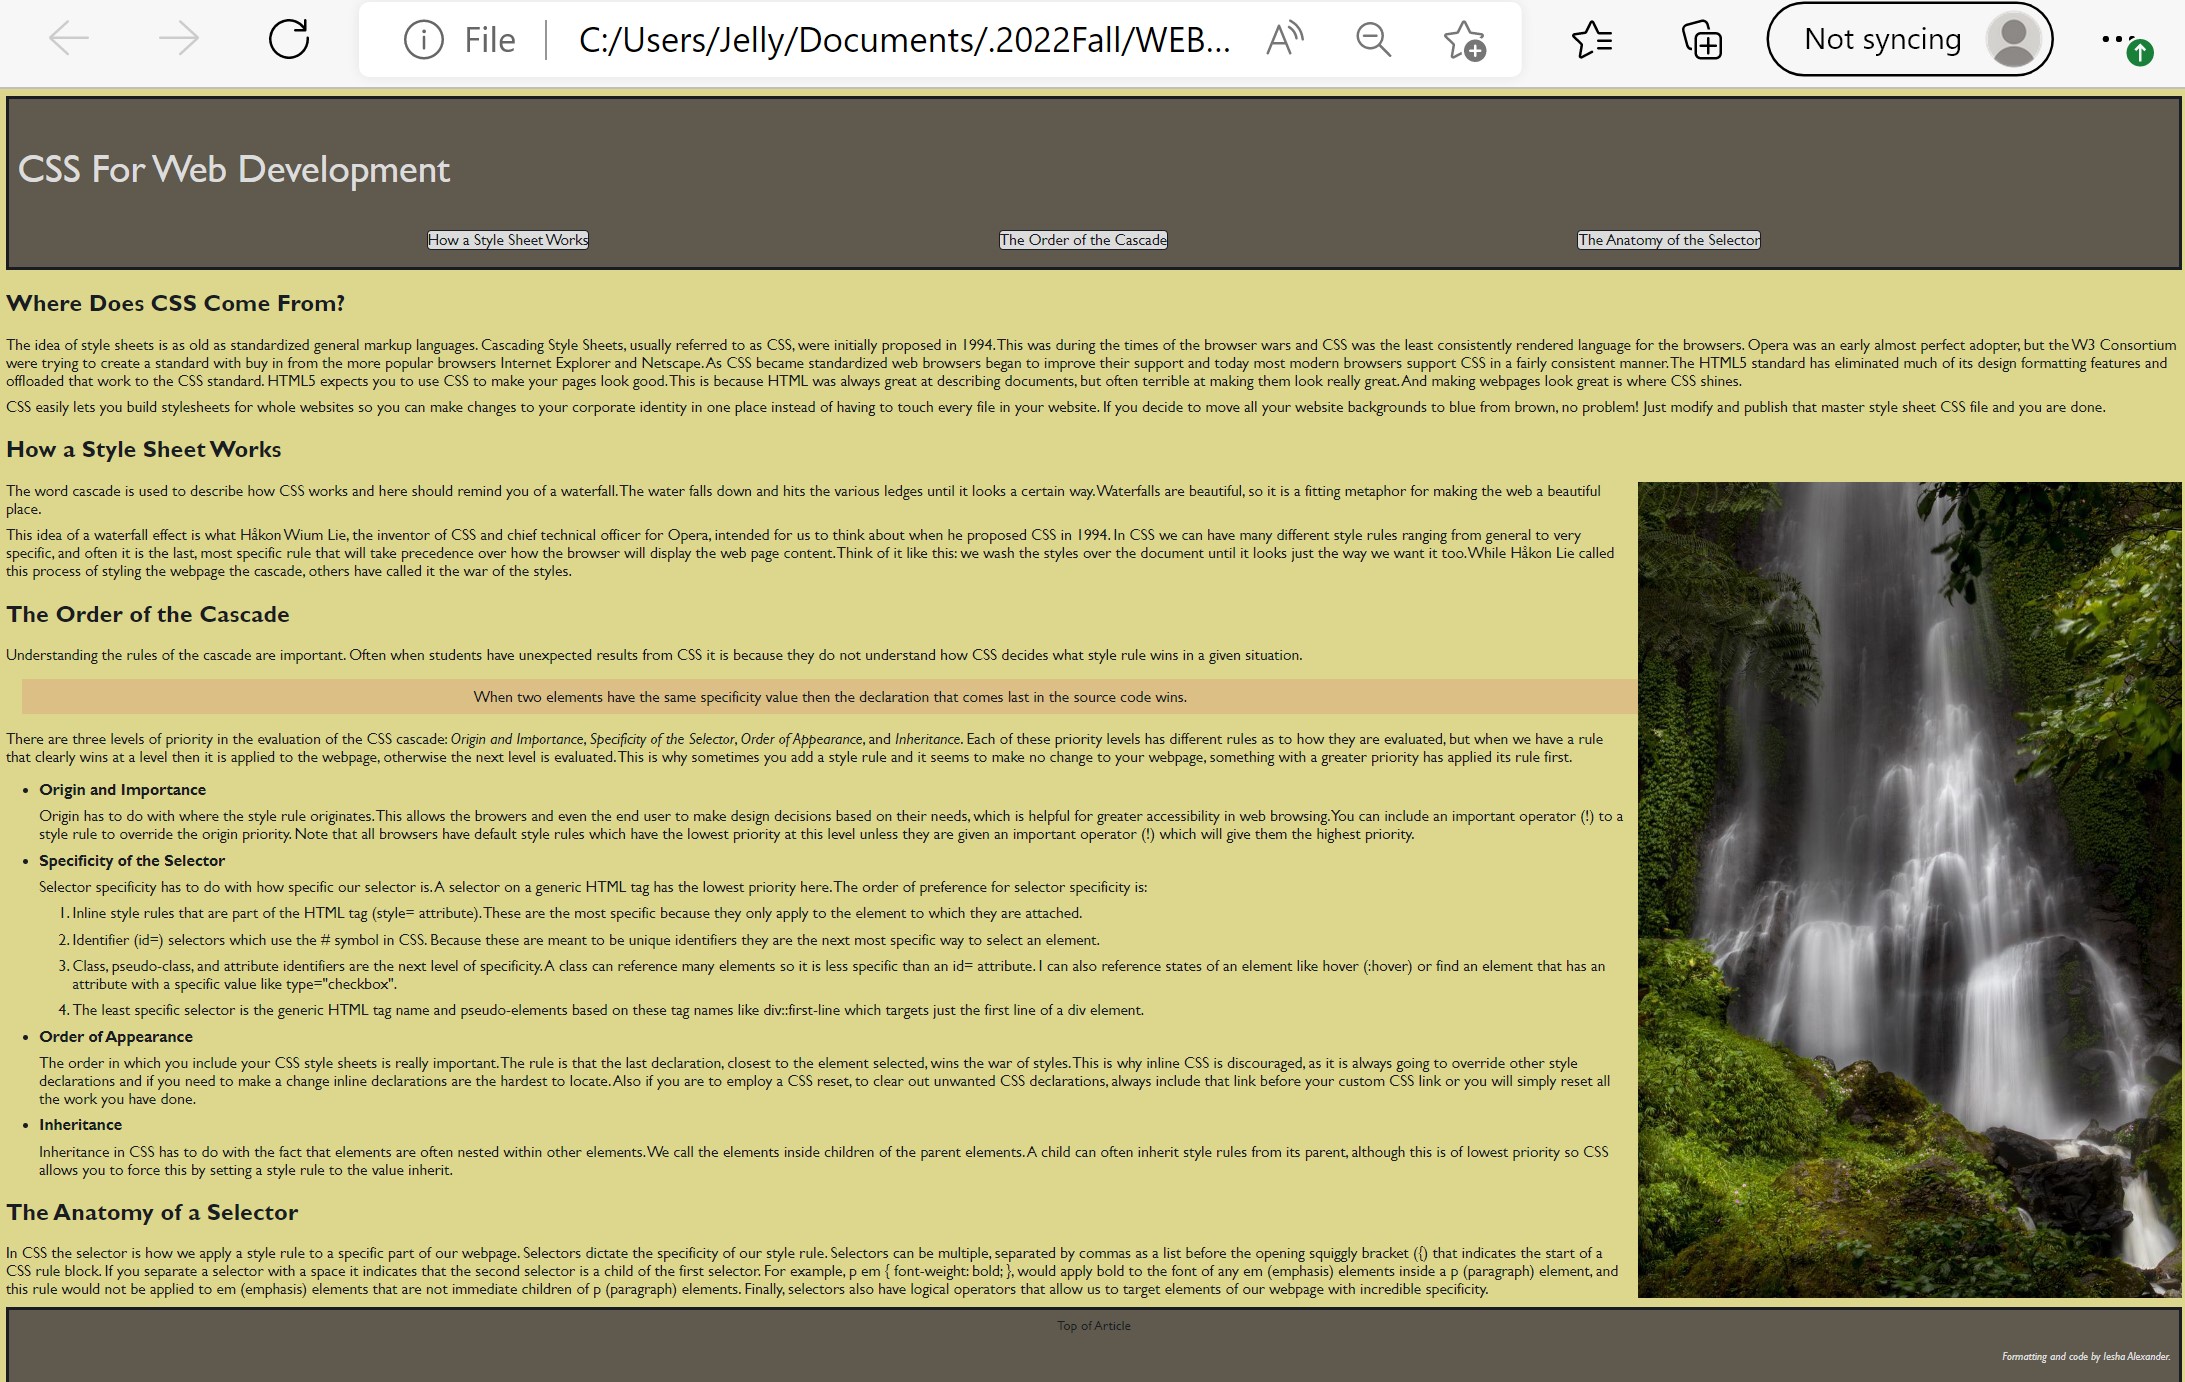 File
C:/Users/Jelly/Documents/.2022Fall/WEB...
Not syncing
CSS For Web Development
How a Style Sheet Works
The Order of the Cascade
The Anatomy of the Selector
Where Does CSS Come From?
The idea of style sheets is as old as standardized general markup languages. Cascading Style Sheets, usually referred to as CSS, were initially proposed in 1994. This was during the times of the browser wars and CSS was the least consistently rendered language for the browsers. Opera was an early almost perfect adopter, but the W3 Consortium
were trying to create a standard with buy in from the more popular browsers Internet Explorer and Netscape. As CSS became standardized web browsers began to improve their support and today most modern browsers support CSS in a fairly consistent manner. The HTML5 standard has eliminated much of its design formatting features and
offloaded that work to the CSS standard. HTML5 expects you to use CSS to make your pages look good. This is because HTML was always great at describing documents, but often terrible at making them look really great. And making webpages look great is where CSS shines.
CSS easily lets you build stylesheets for whole websites so you can make changes to your corporate identity in one place instead of having to touch every file in your website. If you decide to move all your website backgrounds to blue from brown, no problem! Just modify and publish that master style sheet CSS file and you are done.
How a Style Sheet Works
The word cascade is used to describe how CSS works and here should remind you of a waterfall. The water falls down and hits the various ledges until it looks a certain way. Waterfalls are beautiful, so it is a fitting metaphor for making the web a beautiful
place.
This idea of a waterfall effect is what Håkon Wium Lie, the inventor of CSS and chief technical officer for Opera, intended for us to think about when he proposed CSS in 1994. In CSS we can have many different style rules ranging from general to very
specific, and often it is the last, most specific rule that will take precedence over how the browser will display the web page content. Think of it like this: we wash the styles over the document until it looks just the way we want it too. While Håkon Lie called
this process of styling the webpage the cascade, others have called it the war of the styles.
The Order of the Cascade
Understanding the rules of the cascade are important. Often when students have unexpected results from CSS it is because they do not understand how CSS decides what style rule wins in a given situation.
When two elements have the same specificity value then the declaration that comes last in the source code wins.
There are three levels of priority in the evaluation of the CSS cascade: Origin and Importance, Specificity of the Selector, Order of Appearance, and Inheritance. Each of these priority levels has different rules as to how they are evaluated, but when we have a rule
that clearly wins at a level then it is applied to the webpage, otherwise the next level is evaluated. This is why sometimes you add a style rule and it seems to make no change to your webpage, something with a greater priority has applied its rule first.
• Origin and Importance
Origin has to do with where the style rule originates. This allows the browers and even the end user to make design decisions based on their needs, which is helpful for greater accessibility in web browsing. You can include an important operator (!) to a
style rule to override the origin priority. Note that all browsers have default style rules which have the lowest priority at this level unless they are given an important operator (!) which will give them the highest priority.
• Specificity of the Selector
Selector specificity has to do with how specific our selector is. A selector on a generic HTML tag has the lowest priority here. The order of preference for selector specificity is:
1. Inline style rules that are part of the HTML tag (style= attribute). These are the most specific because they only apply to the element to which they are attached.
2. Identifier (id=) selectors which use the # symbol in CSS. Because these are meant to be unique identifiers they are the next most specific way to select an element.
3. Class, pseudo-class, and attribute identifiers are the next level of specificity. A class can reference many elements so it is less specific than an id= attribute. I can also reference states of an element like hover (:hover) or find an element that has an
attribute with a specific value like type="checkbox".
4. The least specific selector is the generic HTML tag name and pseudo-elements based on these tag names like div::first-line which targets just the first line of a div element.
• Order of Appearance
The order in which you include your CSS style sheets is really important. The rule is that the last declaration, closest to the element selected, wins the war of styles. This is why inline CSS is discouraged, as it is always going to override other style
declarations and if you need to make a change inline declarations are the hardest to locate. Also if you are to employ a CSS reset, to clear out unwanted CSS declarations, always include that link before your custom CSS link or you will simply reset all
the work you have done.
• Inheritance
Inheritance in CSS has to do with the fact that elements are often nested within other elements. We call the elements inside children of the parent elements. A child can often inherit style rules from its parent, although this is of lowest priority so CSS
allows you to force this by setting a style rule to the value inherit.
The Anatomy of a Selector
In CSS the selector is how we apply a style rule to a specific part of our webpage. Selectors dictate the specificity of our style rule. Selectors can be multiple, separated by commas as a list before the opening squiggly bracket ({) that indicates the start of a
CSS rule block. If you separate a selector with a space it indicates that the second selector is a child of the first selector. For example, p em { font-weight: bold; }, would apply bold to the font of any em (emphasis) elements inside a p (paragraph) element, and
this rule would not be applied to em (emphasis) elements that are not immediate children of p (paragraph) elements. Finally, selectors also have logical operators that allow us to target elements of our webpage with incredible specificity.
Top of Article
Formatting and code by Iesha Alexander.